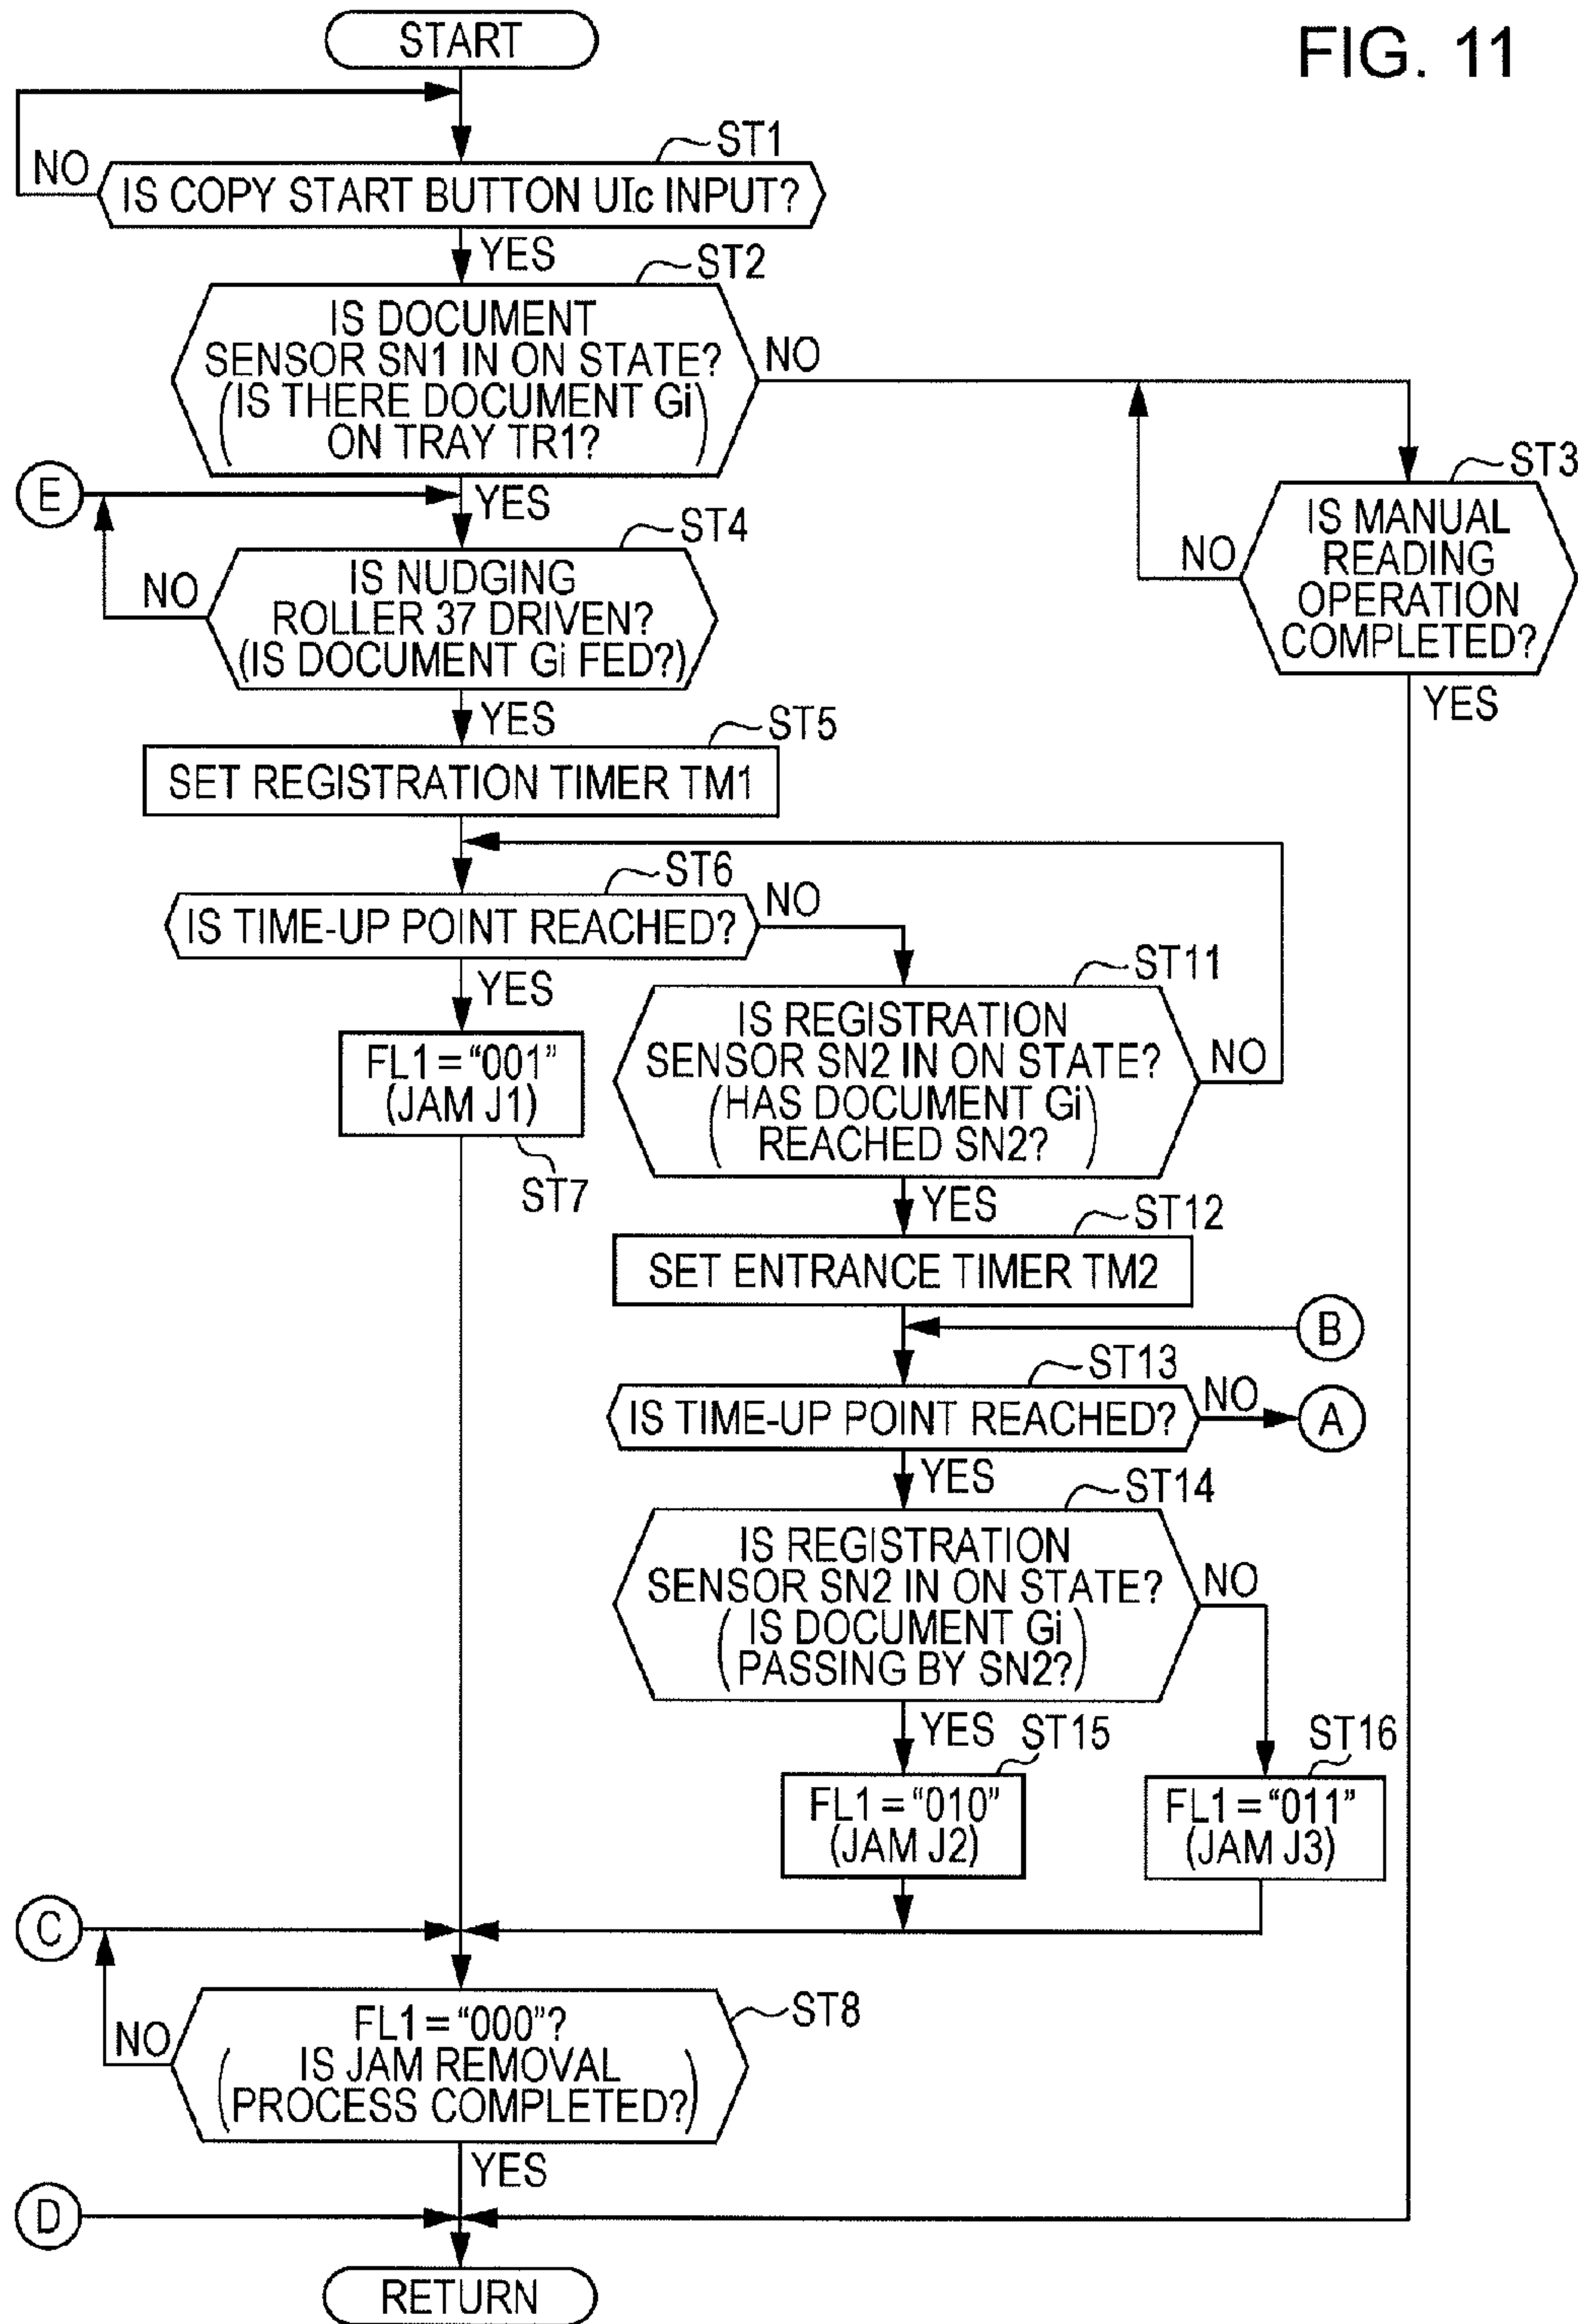 FIG. 11
START
ST1
NO
IS COPY START BUTTON UIc INPUT?
YES
ST2
IS DOCUMENT
SENSOR SN1 IN ON STATE?
(IS THERE DOCUMENT Gi
ON TRAY TR1?)
NO
ST3
IS MANUAL
READING
OPERATION
COMPLETED?
NO
YES
E
YES
ST4
NO
IS NUDGING
ROLLER 37 DRIVEN?
(IS DOCUMENT Gi FED?)
YES
ST5
SET REGISTRATION TIMER TM1
ST6
IS TIME-UP POINT REACHED?
NO
YES
FL1 = “001”
(JAM J1)
ST7
ST11
IS REGISTRATION
SENSOR SN2 IN ON STATE?
(HAS DOCUMENT Gi
REACHED SN2?)
NO
YES
ST12
SET ENTRANCE TIMER TM2
B
ST13
IS TIME-UP POINT REACHED?
NO
A
YES
ST14
IS REGISTRATION
SENSOR SN2 IN ON STATE?
(IS DOCUMENT Gi
PASSING BY SN2?)
NO
YES
ST15
FL1 = “010”
(JAM J2)
ST16
FL1 = “011”
(JAM J3)
C
ST8
NO
FL1 = “000”?
(IS JAM REMOVAL
PROCESS COMPLETED?)
YES
D
RETURN